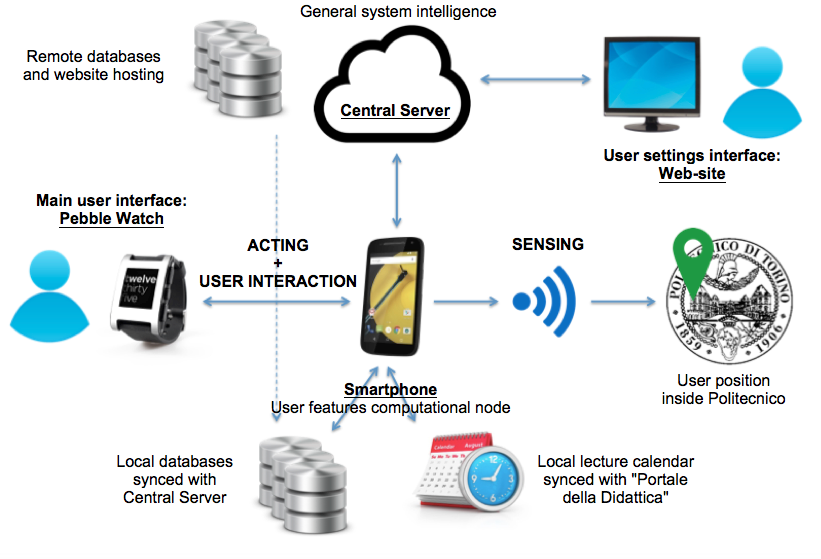 General system intelligence
Remote databases
and website hosting
Central Server
User settings interface:
Web-site
Main user interface:
Pebble Watch
twelve
thirty
ive
ACTING
+
USER INTERACTION
SENSING
POLITECNICO DI TORINO
1859
1906
User position
inside Politecnico
Smartphone
User features computational node
Local databases
synced with
Central Server
Calendar
August
Local lecture calendar
synced with "Portale
della Didattica"